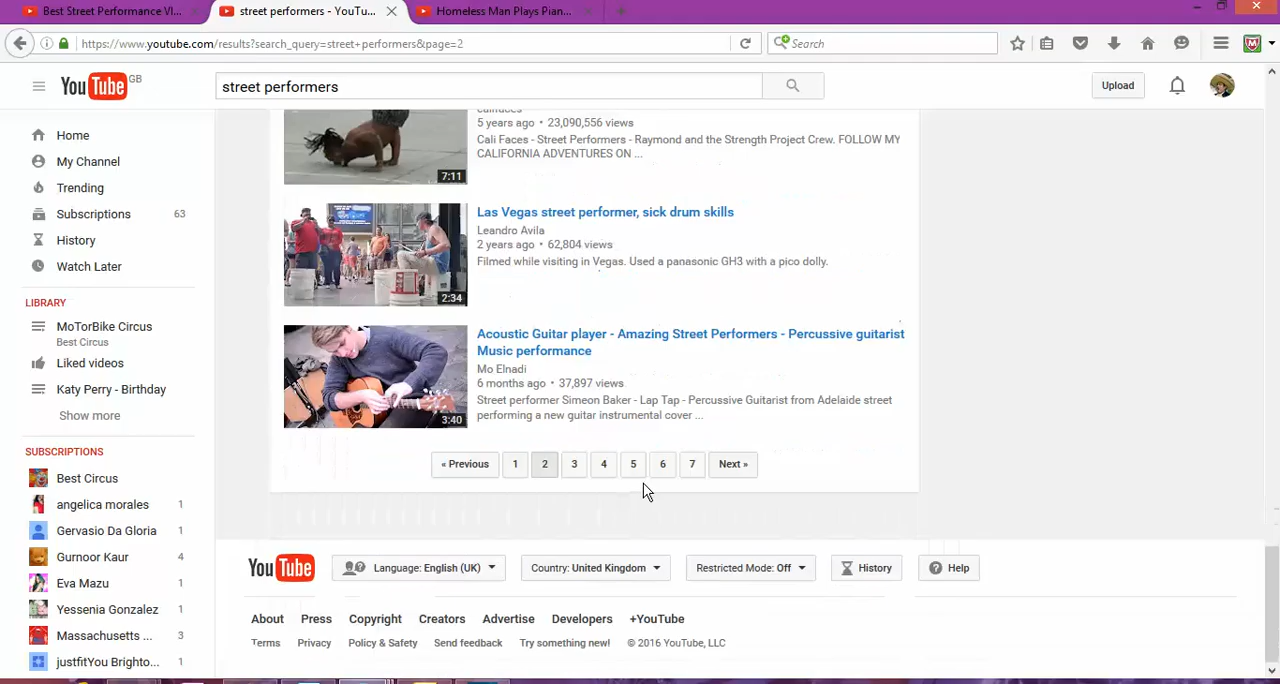 Best Street Performance VI...
street performers - YouTu...
Homeless Man Plays Pian...
https://www.youtube.com/results?search_query=street+performers&page=2
Search
YouTube GB
street performers
Upload
Home
My Channel
Trending
Subscriptions 63
History
Watch Later
LIBRARY
MoTorBike Circus
Best Circus
Liked videos
Katy Perry - Birthday
Show more
SUBSCRIPTIONS
Best Circus
angelica morales 1
Gervasio Da Gloria 1
Gurnoor Kaur 4
Eva Mazu 1
Yessenia Gonzalez 1
Massachusetts ... 3
justfitYou Brighto... 1
5 years ago • 23,090,556 views
Cali Faces - Street Performers - Raymond and the Strength Project Crew. FOLLOW MY
CALIFORNIA ADVENTURES ON ...
7:11
Las Vegas street performer, sick drum skills
Leandro Avila
2 years ago • 62,804 views
Filmed while visiting in Vegas. Used a panasonic GH3 with a pico dolly.
2:34
Acoustic Guitar player - Amazing Street Performers - Percussive guitarist
Music performance
Mo Elnadi
6 months ago • 37,897 views
Street performer Simeon Baker - Lap Tap - Percussive Guitarist from Adelaide street
performing a new guitar instrumental cover ...
3:40
« Previous 1 2 3 4 5 6 7 Next »
YouTube Language: English (UK) Country: United Kingdom Restricted Mode: Off History Help
About Press Copyright Creators Advertise Developers +YouTube
Terms Privacy Policy & Safety Send feedback Try something new! © 2016 YouTube, LLC